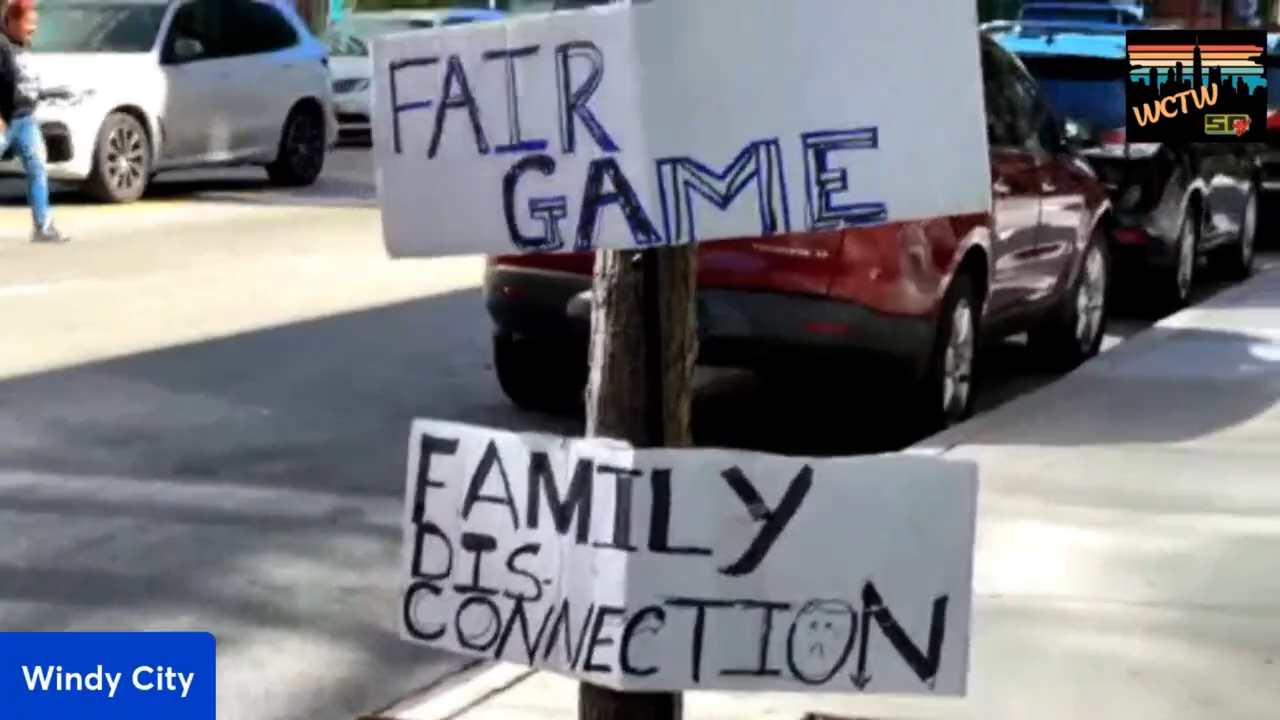 FAIR
GAME
FAMILY
DIS-
CONNECTION
WCTW
Windy City